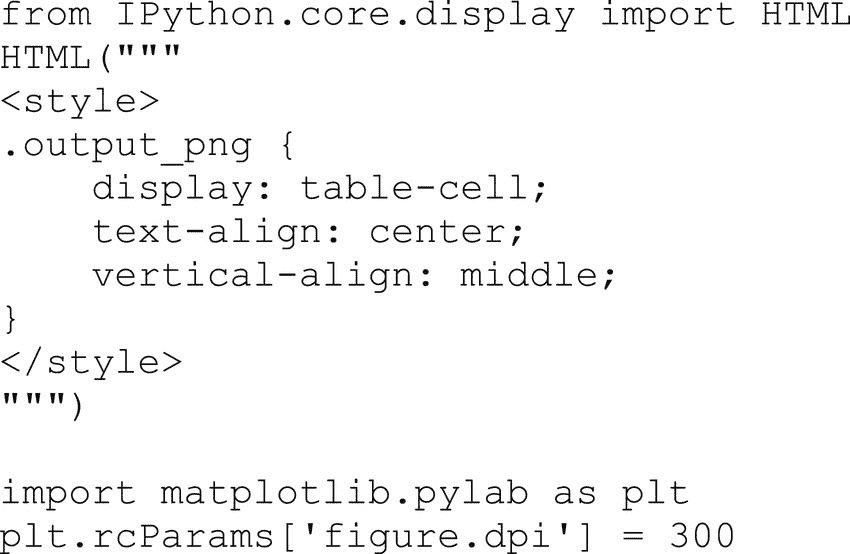 from IPython.core.display import HTML
HTML("""
<style>
.output_png {
    display: table-cell;
    text-align: center;
    vertical-align: middle;
}
</style>
""")

import matplotlib.pylab as plt
plt.rcParams['figure.dpi'] = 300